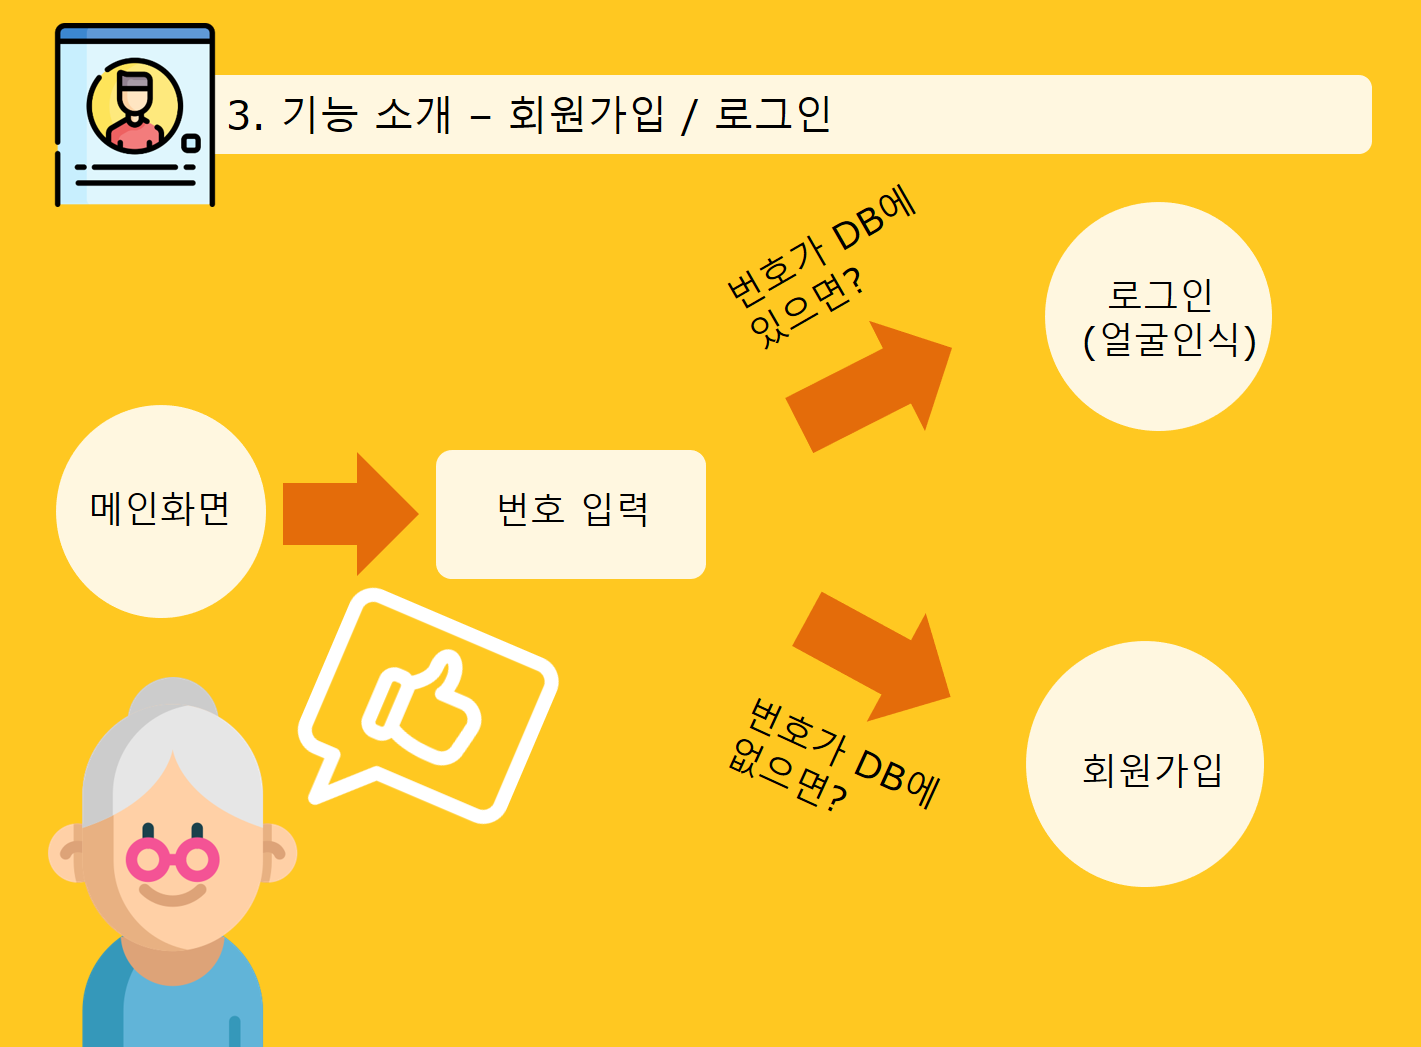 3. 기능 소개 – 회원가입 / 로그인
메인화면
번호 입력
번호가 DB에
있으면?
로그인
(얼굴인식)
번호가 DB에
없으면?
회원가입